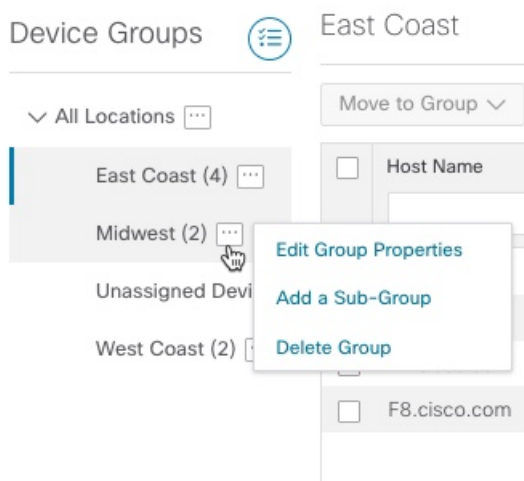 Device Groups
East Coast
All Locations
Move to Group
East Coast (4)
Host Name
Midwest (2)
Edit Group Properties
Unassigned
Add a Sub-Group
West Coast (2)
Delete Group
F8.cisco.com